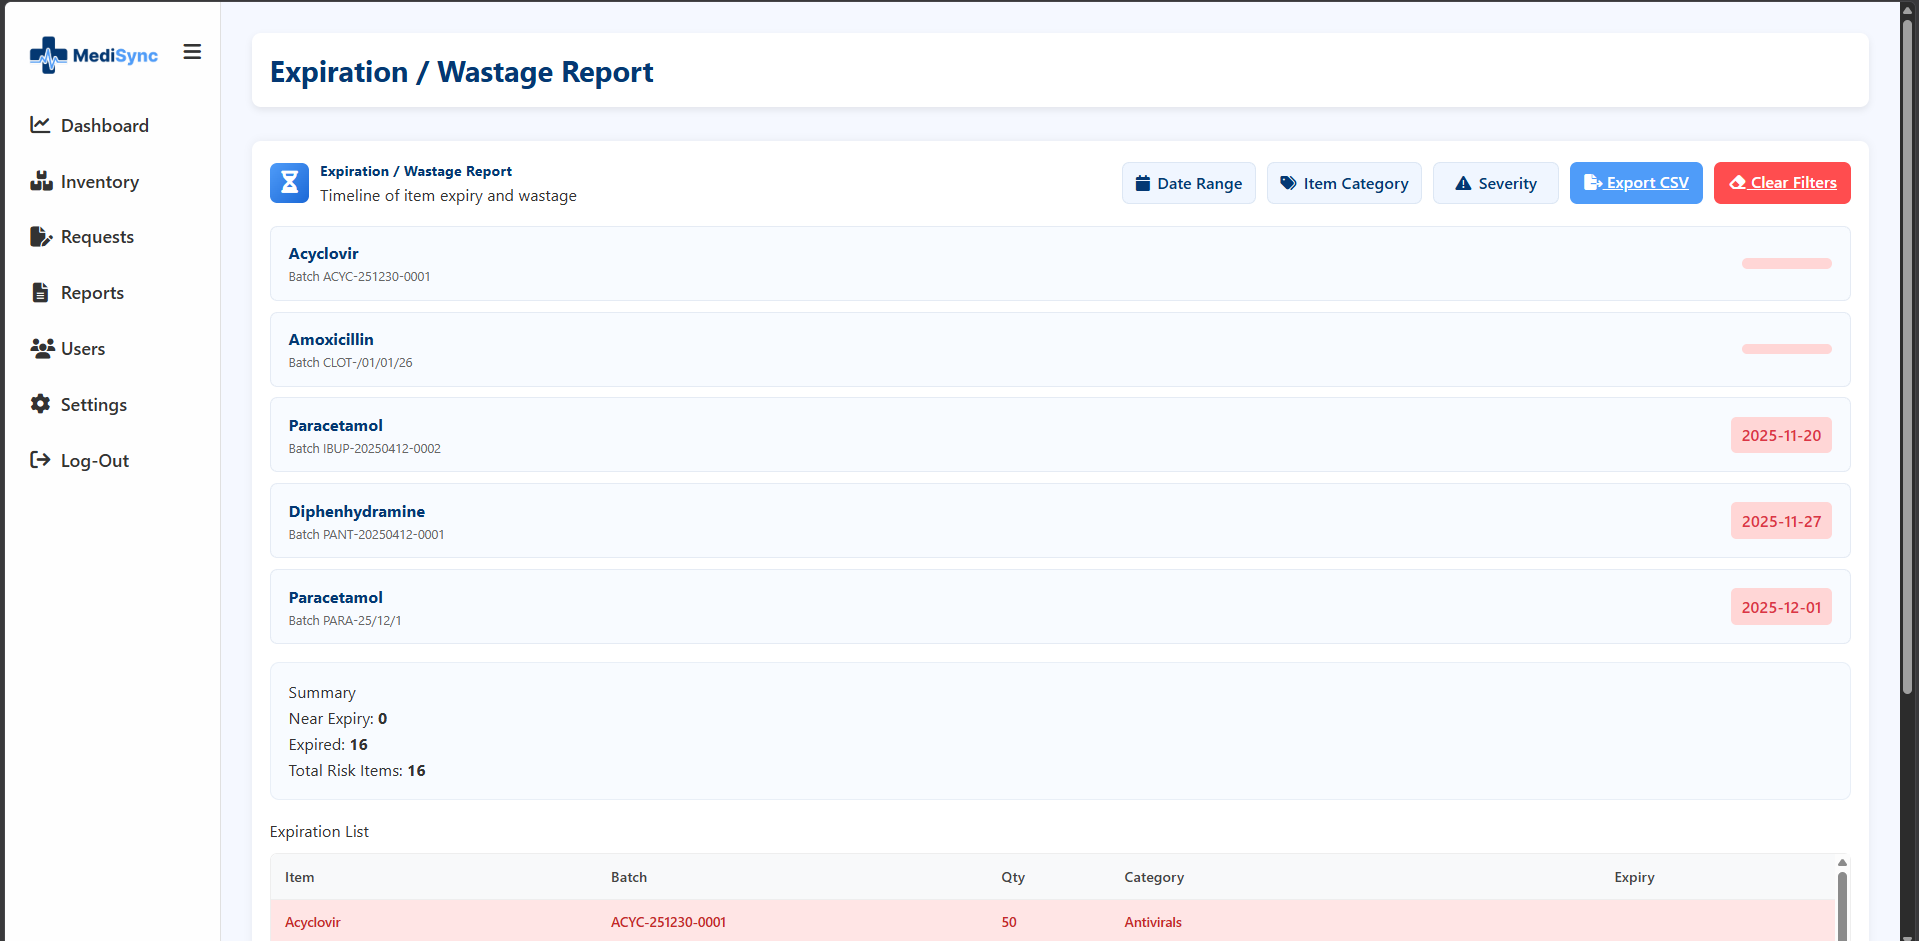 MediSync
Dashboard
Inventory
Requests
Reports
Users
Settings
Log-Out
Expiration / Wastage Report
Expiration / Wastage Report
Timeline of item expiry and wastage
Date Range
Item Category
Severity
Export CSV
Clear Filters
Acyclovir
Batch ACYC-251230-0001
Amoxicillin
Batch CLOT-/01/01/26
Paracetamol
Batch IBUP-20250412-0002
2025-11-20
Diphenhydramine
Batch PANT-20250412-0001
2025-11-27
Paracetamol
Batch PARA-25/12/1
2025-12-01
Summary
Near Expiry: 0
Expired: 16
Total Risk Items: 16
Expiration List
Item Batch Qty Category Expiry
Acyclovir ACYC-251230-0001 50 Antivirals